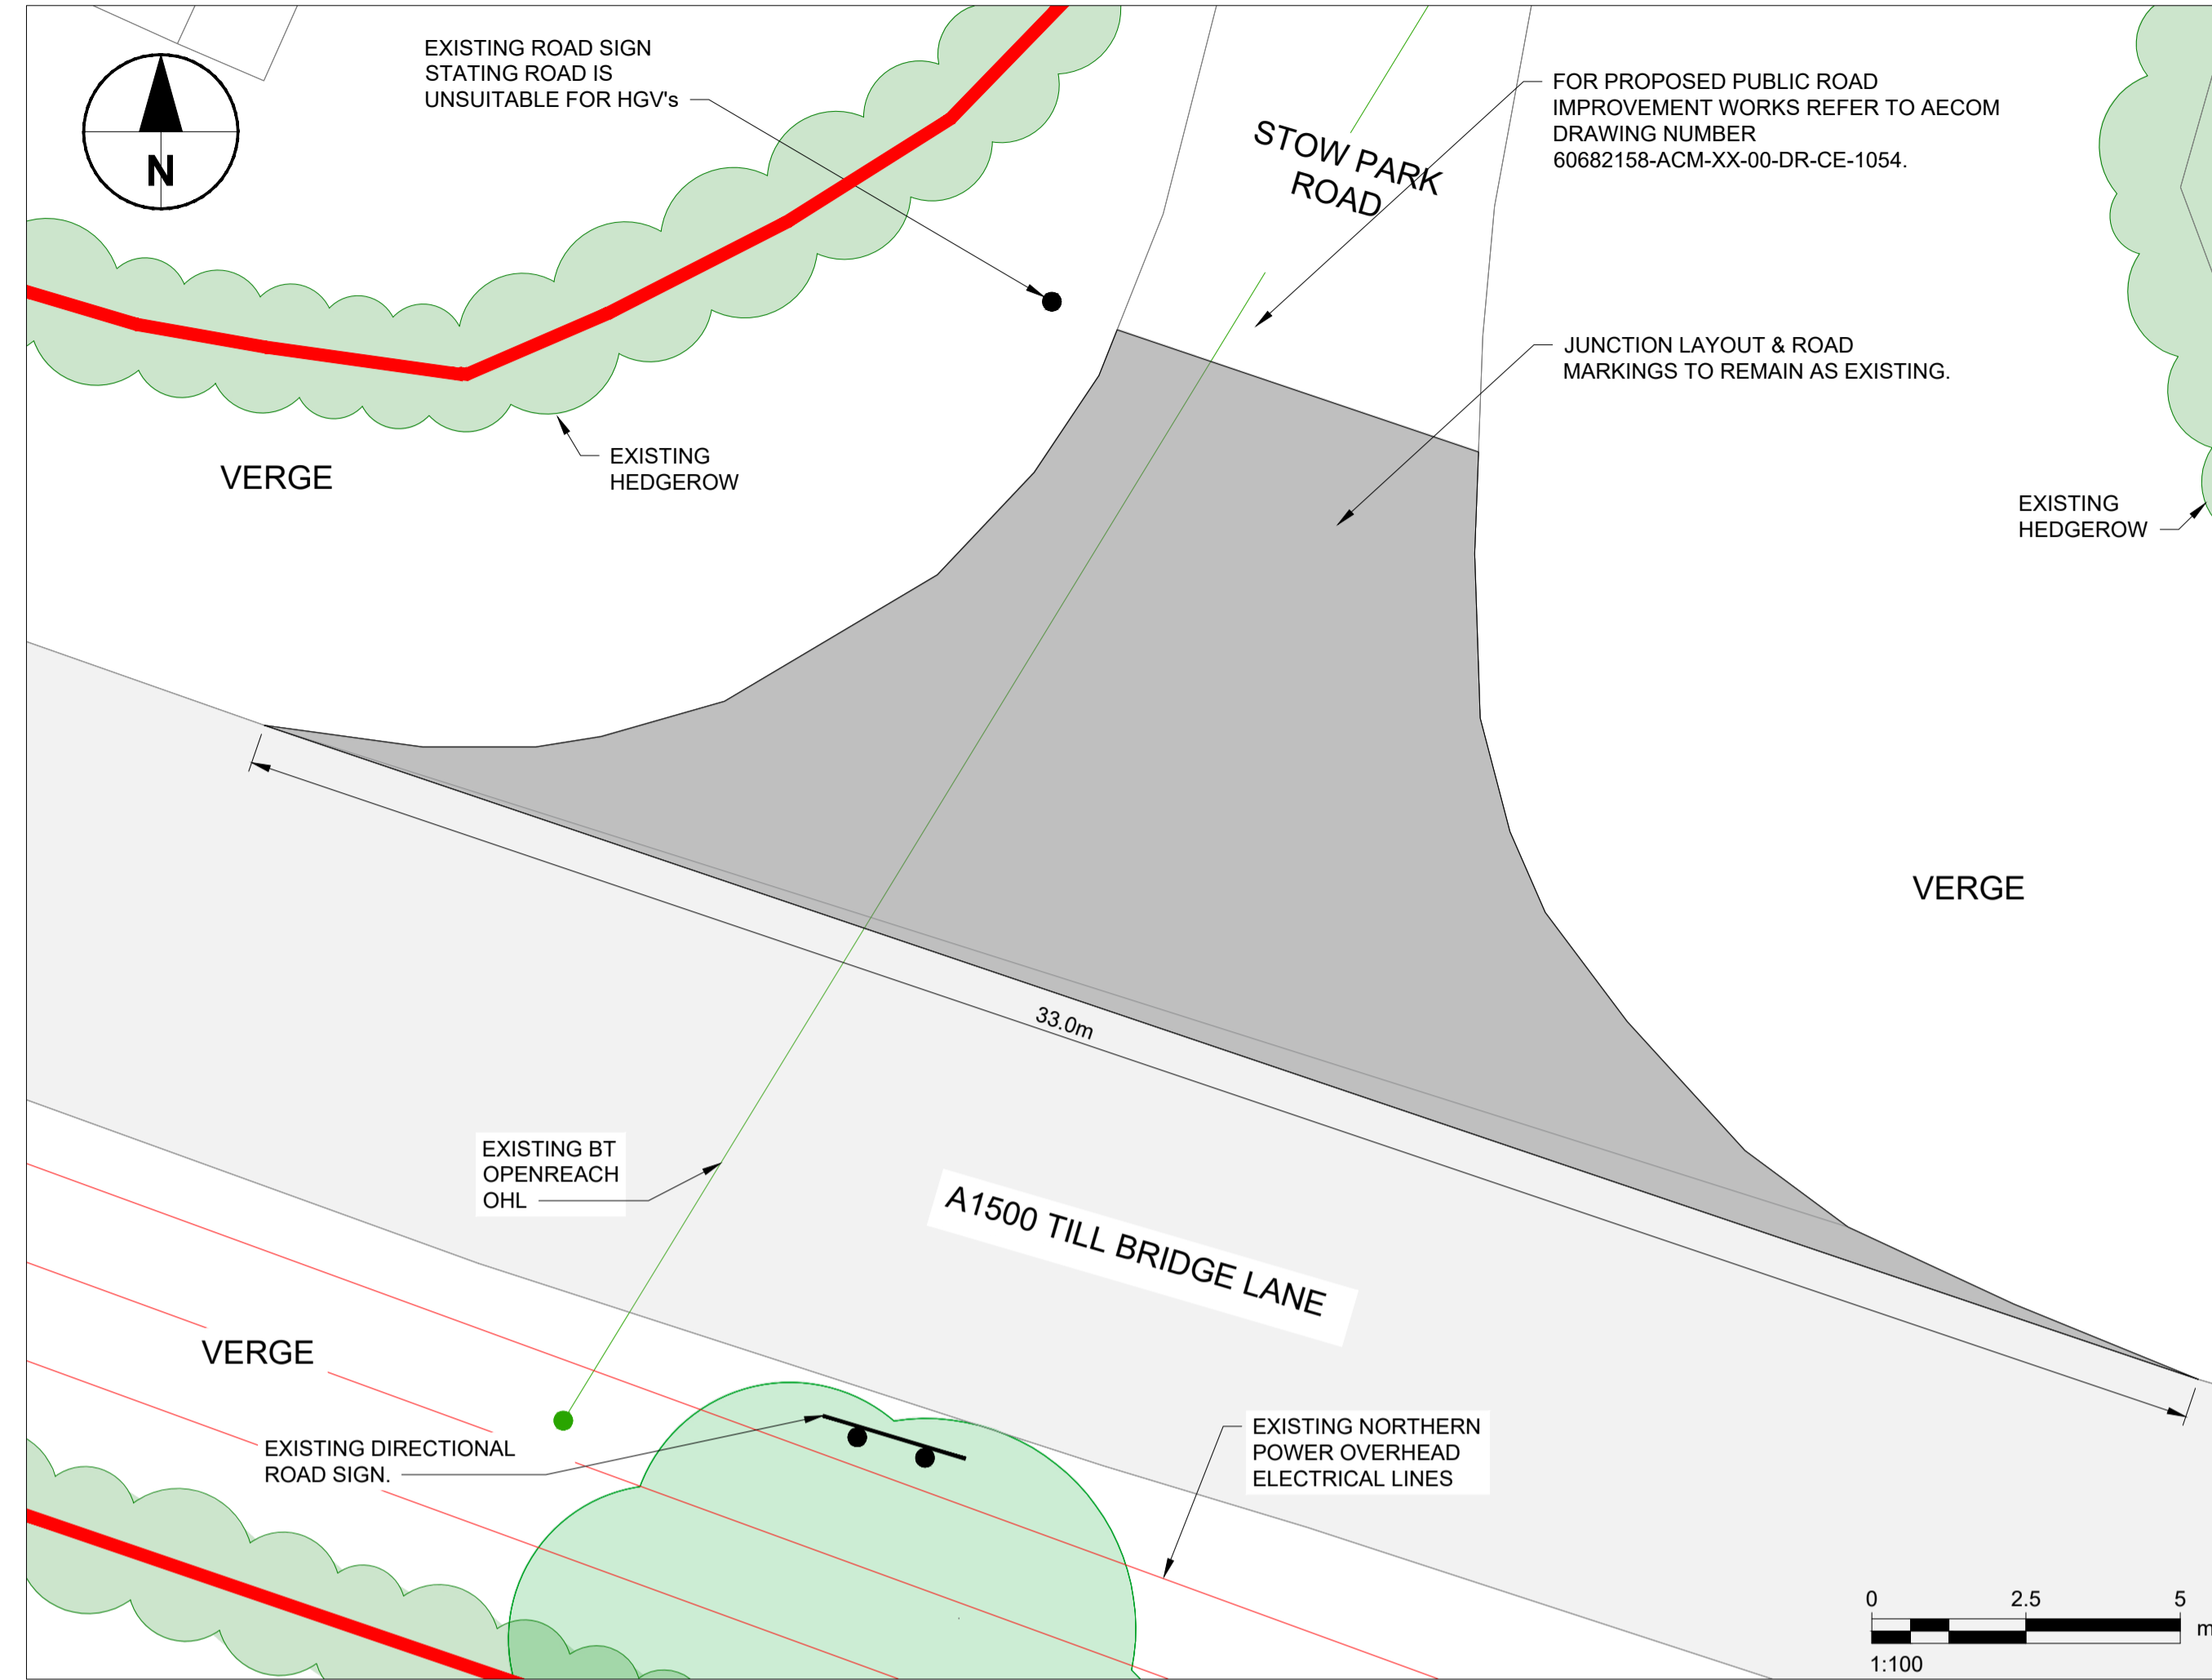 EXISTING ROAD SIGN
STATING ROAD IS
UNSUITABLE FOR HGV's
N
STOW PARK
ROAD
FOR PROPOSED PUBLIC ROAD
IMPROVEMENT WORKS REFER TO AECOM
DRAWING NUMBER
60682158-ACM-XX-00-DR-CE-1054.
JUNCTION LAYOUT & ROAD
MARKINGS TO REMAIN AS EXISTING.
EXISTING
HEDGEROW
VERGE
EXISTING
HEDGEROW
VERGE
33.0m
EXISTING BT
OPENREACH
OHL
A1500 TILL BRIDGE LANE
VERGE
EXISTING DIRECTIONAL
ROAD SIGN.
EXISTING NORTHERN
POWER OVERHEAD
ELECTRICAL LINES
0 2.5 5
m
1:100